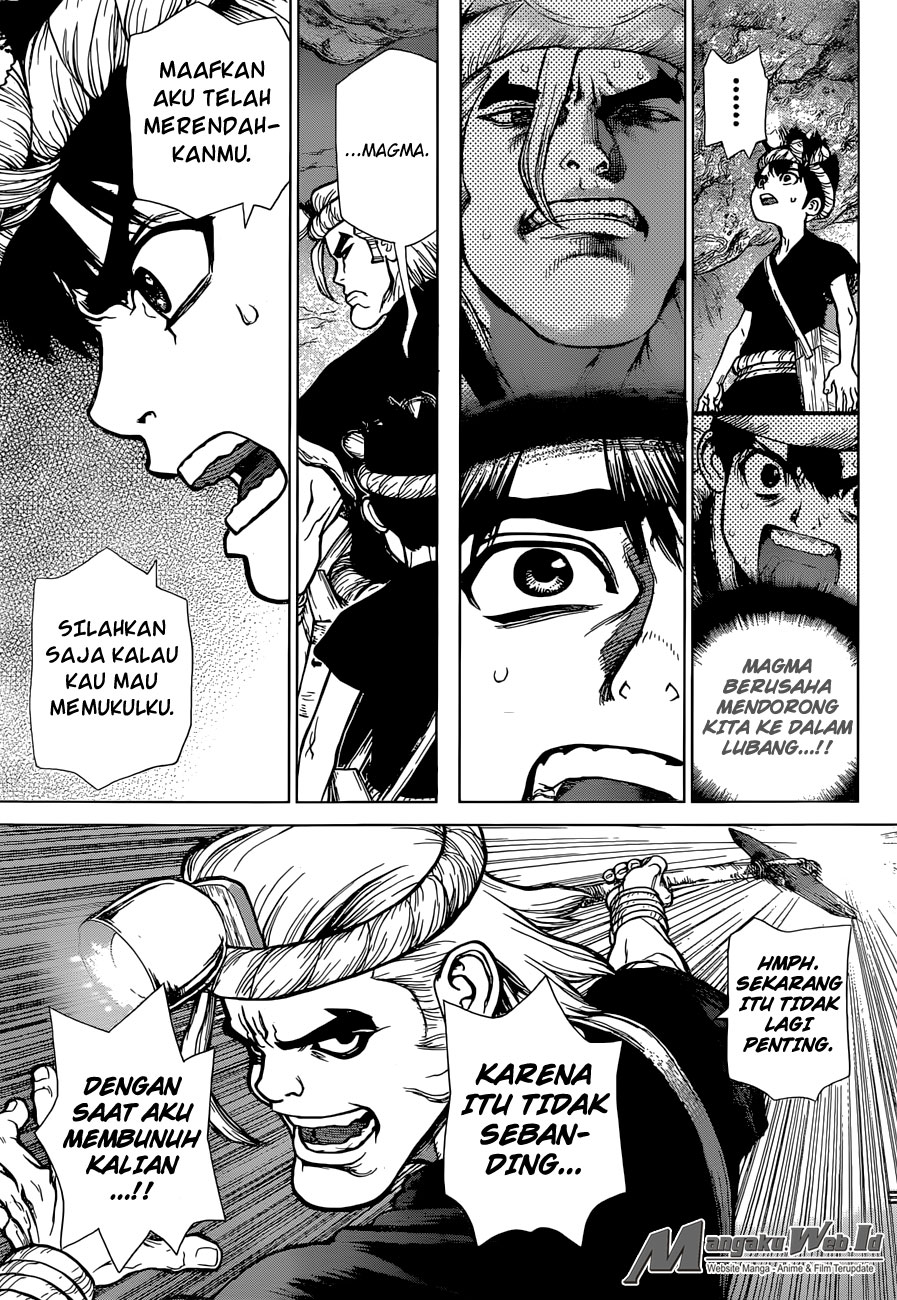 ......
MAGMA
BERUSAHA
MENDORONG
KITA KE DALAM
LUBANG...!!
...MAGMA.
MAAFKAN
AKU TELAH
MERENDAH-
KANMU.
SILAHKAN
SAJA KALAU
KAU MAU
MEMUKULKU.
HMPH.
SEKARANG
ITU TIDAK
LAGI
PENTING.
KARENA
ITU TIDAK
SEBAN-
DING...
DENGAN
SAAT AKU
MEMBUNUH
KALIAN
...!!
Mangaku.Web.Id
Website Manga - Anime & Film Terupdate